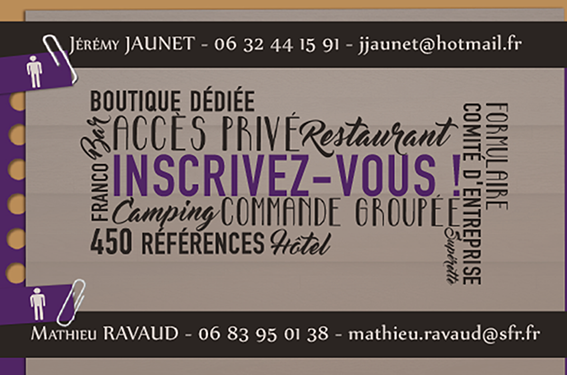 Jérémy JAUNET - 06 32 44 15 91 - jjaunet@hotmail.fr
BOUTIQUE DÉDIÉE
FRANCO
Bar
ACCÈS PRIVÉ
Restaurant
INSCRIVEZ-VOUS !
Camping
COMMANDE GROUPÉE
450 RÉFÉRENCES
Hôtel
Supérette
COMITÉ D'ENTREPRISE
FORMULAIRE
Mathieu RAVAUD - 06 83 95 01 38 - mathieu.ravaud@sfr.fr